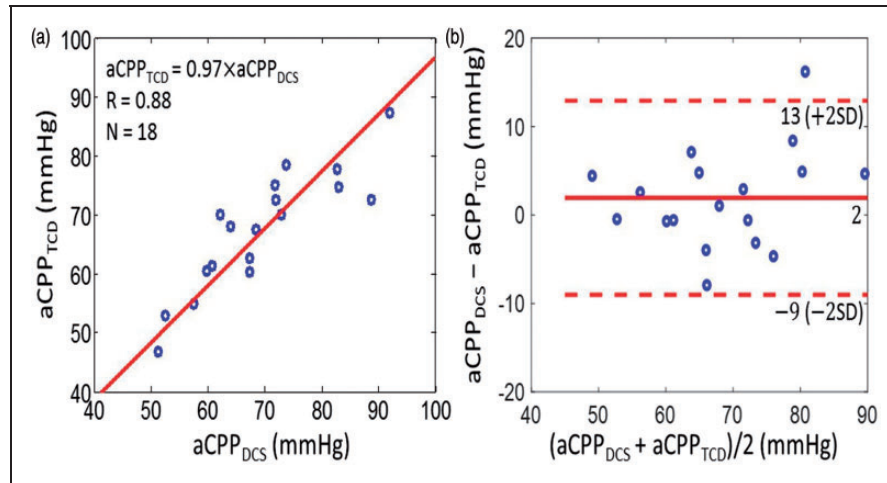 (a)
100
90
80
70
60
50
40
aCPP_TCD (mmHg)
aCPP_TCD = 0.97×aCPP_DCS
R = 0.88
N = 18
40 50 60 70 80 90 100
aCPP_DCS (mmHg)
(b)
20
10
0
-10
-20
aCPP_DCS − aCPP_TCD (mmHg)
13 (+2SD)
2
−9 (−2SD)
40 50 60 70 80 90
(aCPP_DCS + aCPP_TCD)/2 (mmHg)